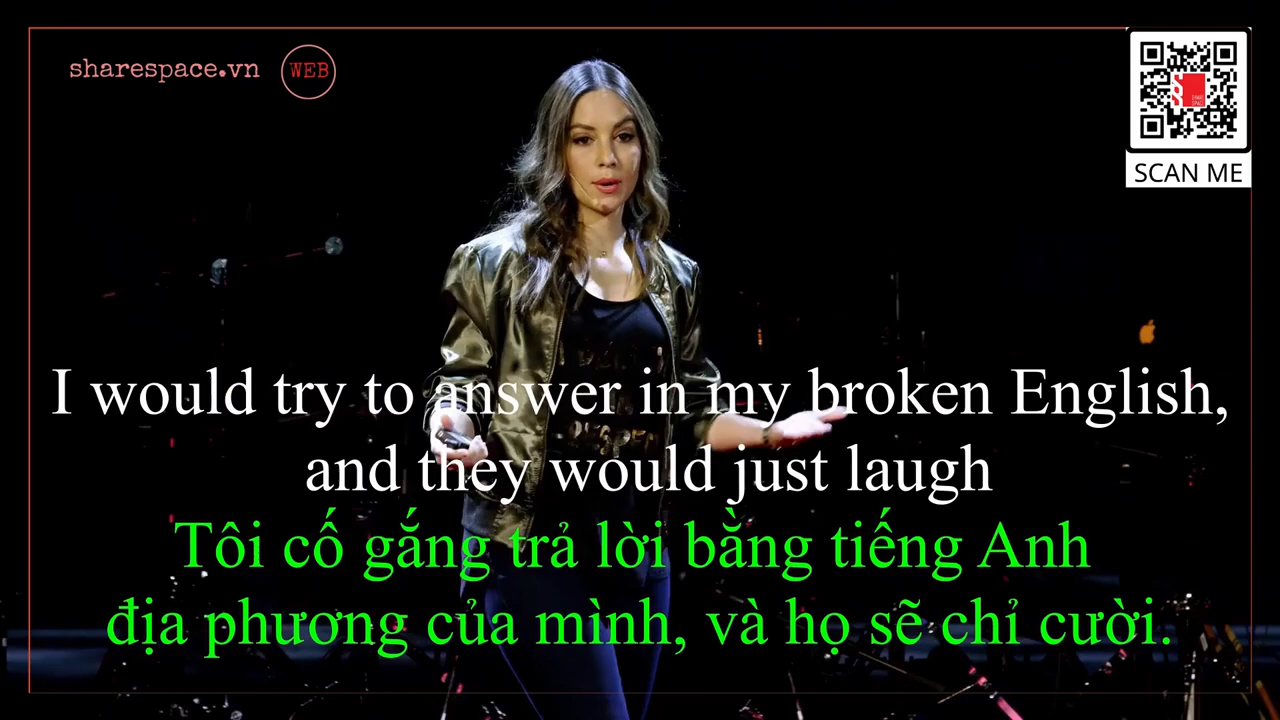 sharespace.vn
WEB
SCAN ME
I would try to answer in my broken English,
and they would just laugh
Tôi cố gắng trả lời bằng tiếng Anh
địa phương của mình, và họ sẽ chỉ cười.